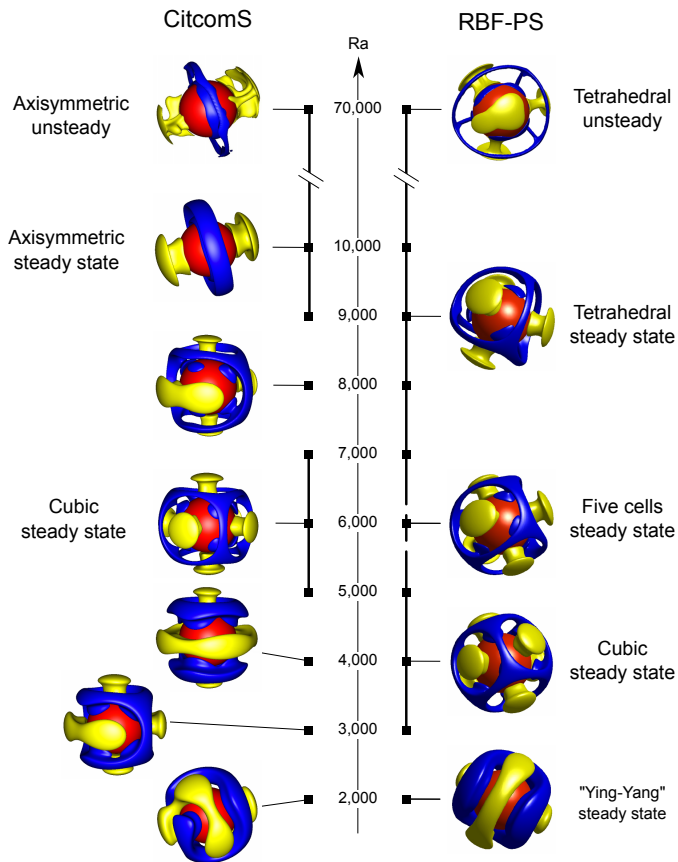 CitcomS
Ra
RBF-PS
Axisymmetric
unsteady
70,000
Tetrahedral
unsteady
Axisymmetric
steady state
10,000
9,000
Tetrahedral
steady state
8,000
7,000
Cubic
steady state
6,000
Five cells
steady state
5,000
4,000
Cubic
steady state
3,000
2,000
"Ying-Yang"
steady state